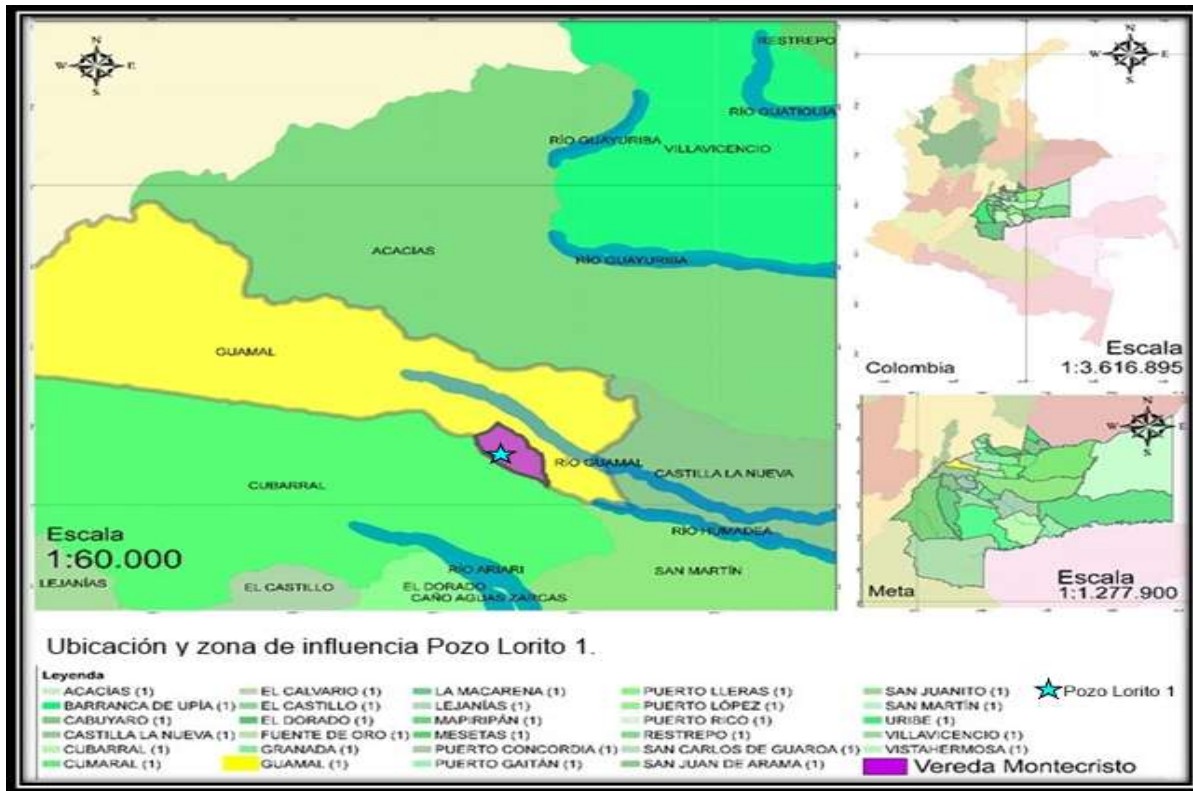 N
W E
S
RESTREPO
RÍO GUATIQUÍA
RÍO GUAYURIBA
VILLAVICENCIO
ACACÍAS
RÍO GUAYURIBA
GUAMAL
RÍO GUAMAL
CASTILLA LA NUEVA
CUBARRAL
RÍO HUMADEA
Escala
1:60.000
RÍO ARIARI
SAN MARTÍN
LEJANÍAS
EL CASTILLO
EL DORADO
CAÑO AGUAS ZARCAS
N
W E
S
Escala
Colombia
1:3.616.895
N
W E
S
Escala
Meta
1:1.277.900
Ubicación y zona de influencia Pozo Lorito 1.
Leyenda
ACACÍAS (1)
BARRANCA DE UPÍA (1)
CABUYARO (1)
CASTILLA LA NUEVA (1)
CUBARRAL (1)
CUMARAL (1)
EL CALVARIO (1)
EL CASTILLO (1)
EL DORADO (1)
FUENTE DE ORO (1)
GRANADA (1)
GUAMAL (1)
LA MACARENA (1)
LEJANÍAS (1)
MAPIRIPÁN (1)
MESETAS (1)
PUERTO CONCORDIA (1)
PUERTO GAITÁN (1)
PUERTO LLERAS (1)
PUERTO LÓPEZ (1)
PUERTO RICO (1)
RESTREPO (1)
SAN CARLOS DE GUAROA (1)
SAN JUAN DE ARAMA (1)
SAN JUANITO (1)
SAN MARTÍN (1)
URIBE (1)
VILLAVICENCIO (1)
VISTAHERMOSA (1)
Vereda Montecristo
Pozo Lorito 1